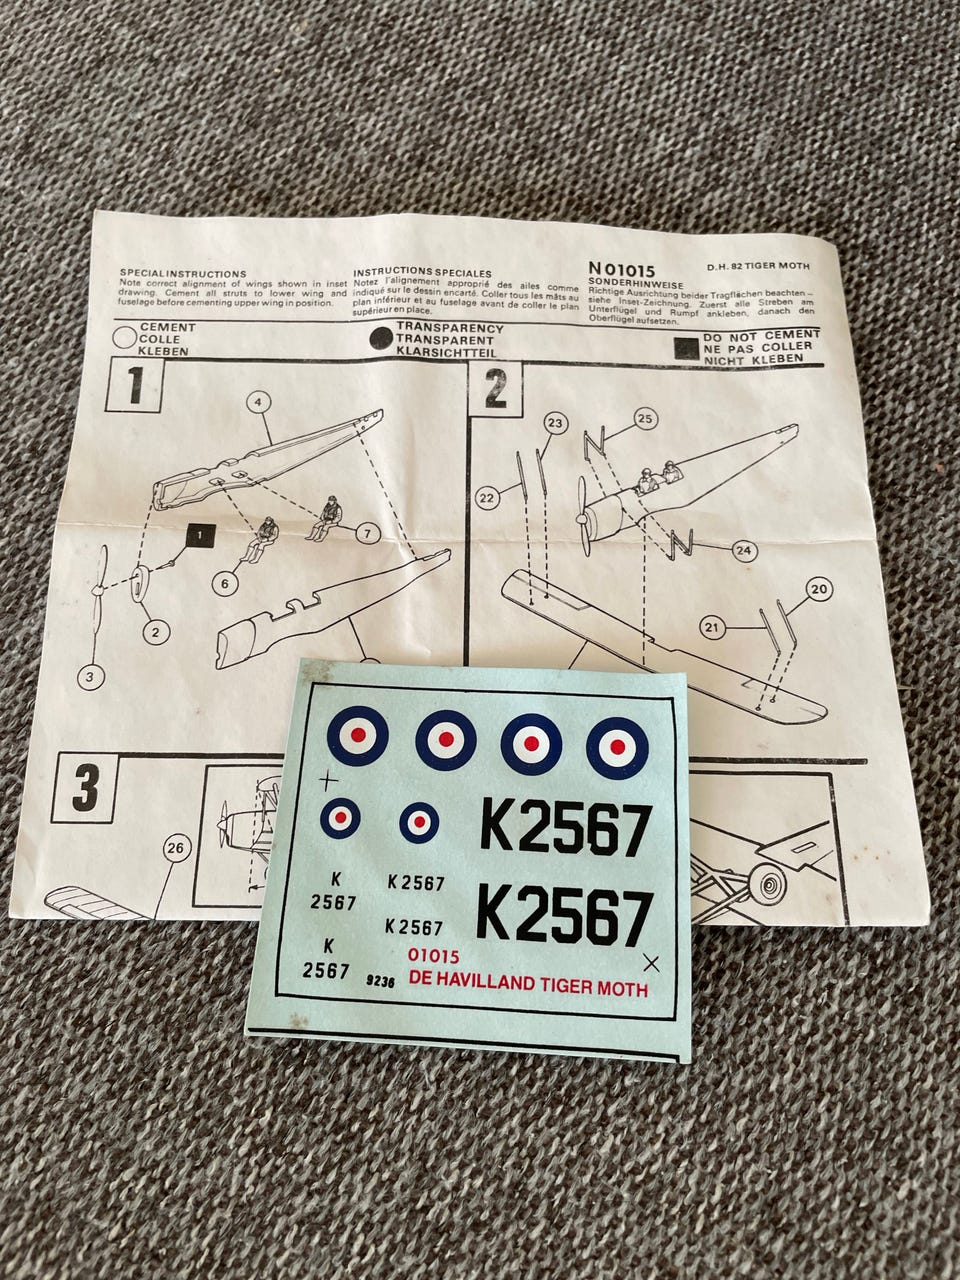 SPECIAL INSTRUCTIONS
Note correct alignment of wings shown in inset
drawing. Cement all struts to lower wing and
fuselage before cementing upper wing in position.
INSTRUCTIONS SPECIALES
Notez l'alignement approprié des ailes comme
indiqué sur le dessin encarté. Coller tous les mâts au
plan inférieur et au fuselage avant de coller le plan
supérieur en place.
N 01015
D.H. 82 TIGER MOTH
SONDERHINWEISE
Richtige Ausrichtung beider Tragflächen beachten –
siehe Inset-Zeichnung. Zuerst alle Streben am
Unterflügel und Rumpf ankleben, danach den
Oberflügel aufsetzen.
CEMENT
COLLE
KLEBEN
TRANSPARENCY
TRANSPARENT
KLARSICHTTEIL
DO NOT CEMENT
NE PAS COLLER
NICHT KLEBEN
1
4
1
7
6
2
3
2
23
25
22
24
20
21
3
26
K2567
K
2567
K2567
K2567
K2567
K
2567
9236
01015
DE HAVILLAND TIGER MOTH